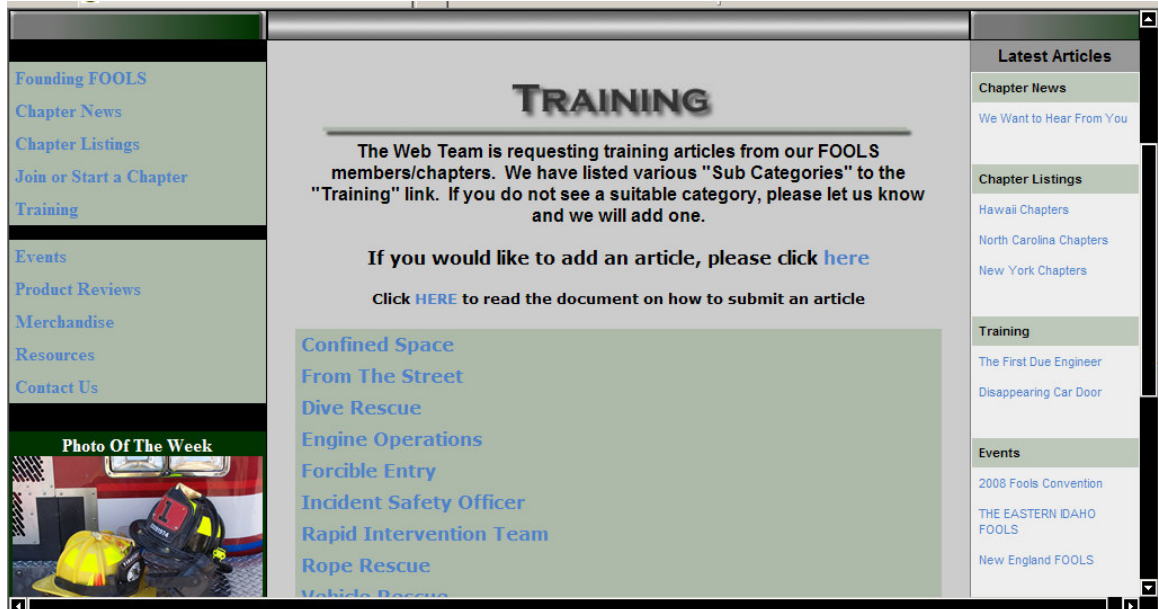 Founding FOOLS
Chapter News
Chapter Listings
Join or Start a Chapter
Training
Events
Product Reviews
Merchandise
Resources
Contact Us
Photo Of The Week
1
TRAINING
The Web Team is requesting training articles from our FOOLS
members/chapters. We have listed various "Sub Categories" to the
"Training" link. If you do not see a suitable category, please let us know
and we will add one.
If you would like to add an article, please click here
Click HERE to read the document on how to submit an article
Confined Space
From The Street
Dive Rescue
Engine Operations
Forcible Entry
Incident Safety Officer
Rapid Intervention Team
Rope Rescue
Vehicle Rescue
Latest Articles
Chapter News
We Want to Hear From You
Chapter Listings
Hawaii Chapters
North Carolina Chapters
New York Chapters
Training
The First Due Engineer
Disappearing Car Door
Events
2008 Fools Convention
THE EASTERN IDAHO
FOOLS
New England FOOLS